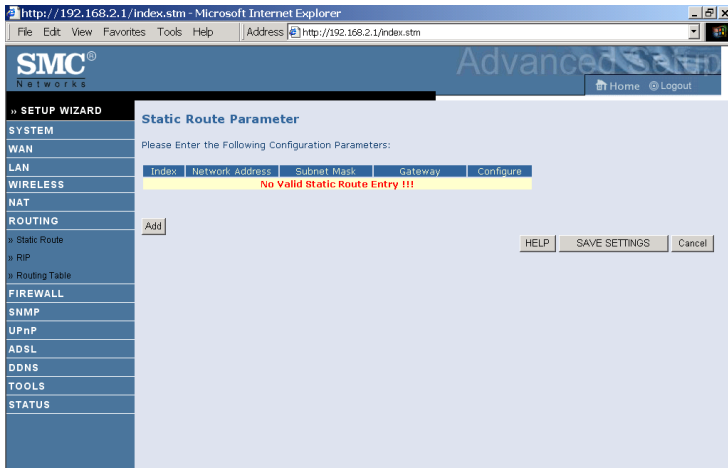 http://192.168.2.1/index.stm - Microsoft Internet Explorer
File Edit View Favorites Tools Help Address http://192.168.2.1/index.stm
SMC®
Networks
Advanced Setup
Home Logout
» SETUP WIZARD
SYSTEM
WAN
LAN
WIRELESS
NAT
ROUTING
» Static Route
» RIP
» Routing Table
FIREWALL
SNMP
UPnP
ADSL
DDNS
TOOLS
STATUS
Static Route Parameter
Please Enter the Following Configuration Parameters:
Index Network Address Subnet Mask Gateway Configure
No Valid Static Route Entry !!!
Add
HELP SAVE SETTINGS Cancel